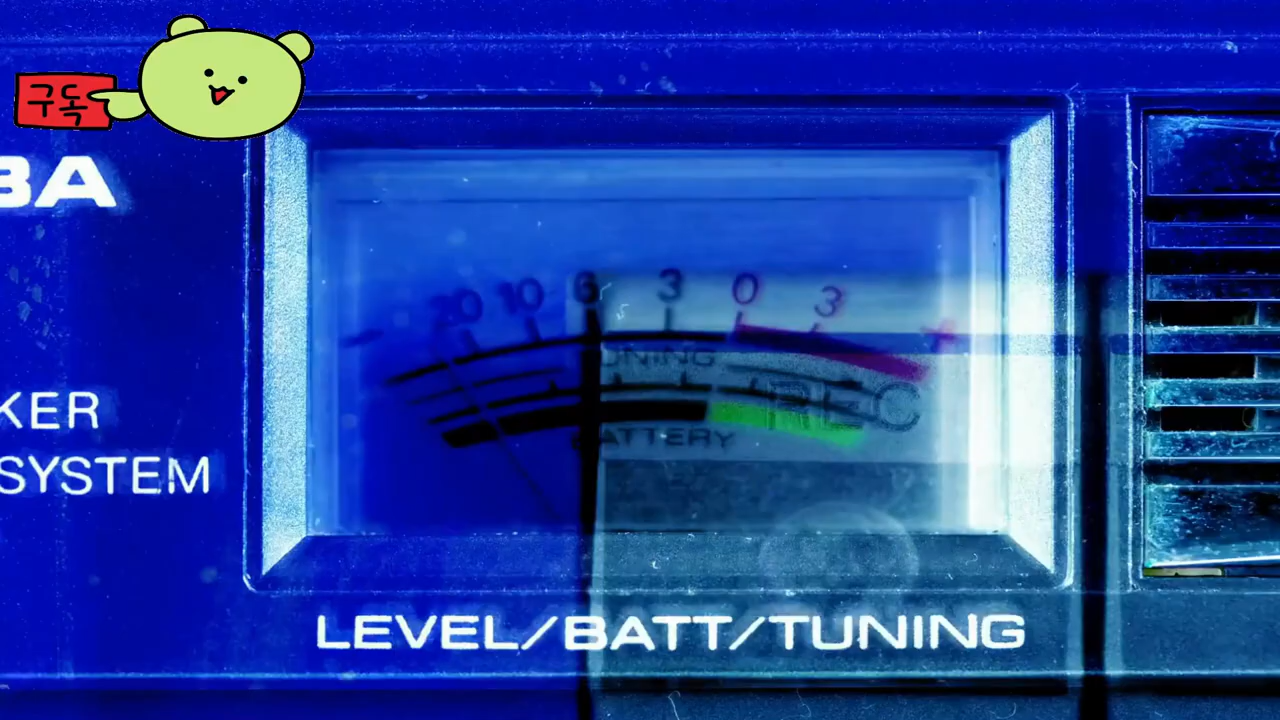 구독
BA
20 10 6 3 0 3 +
TUNING
REC
BATTERY
KER
SYSTEM
LEVEL/BATT/TUNING